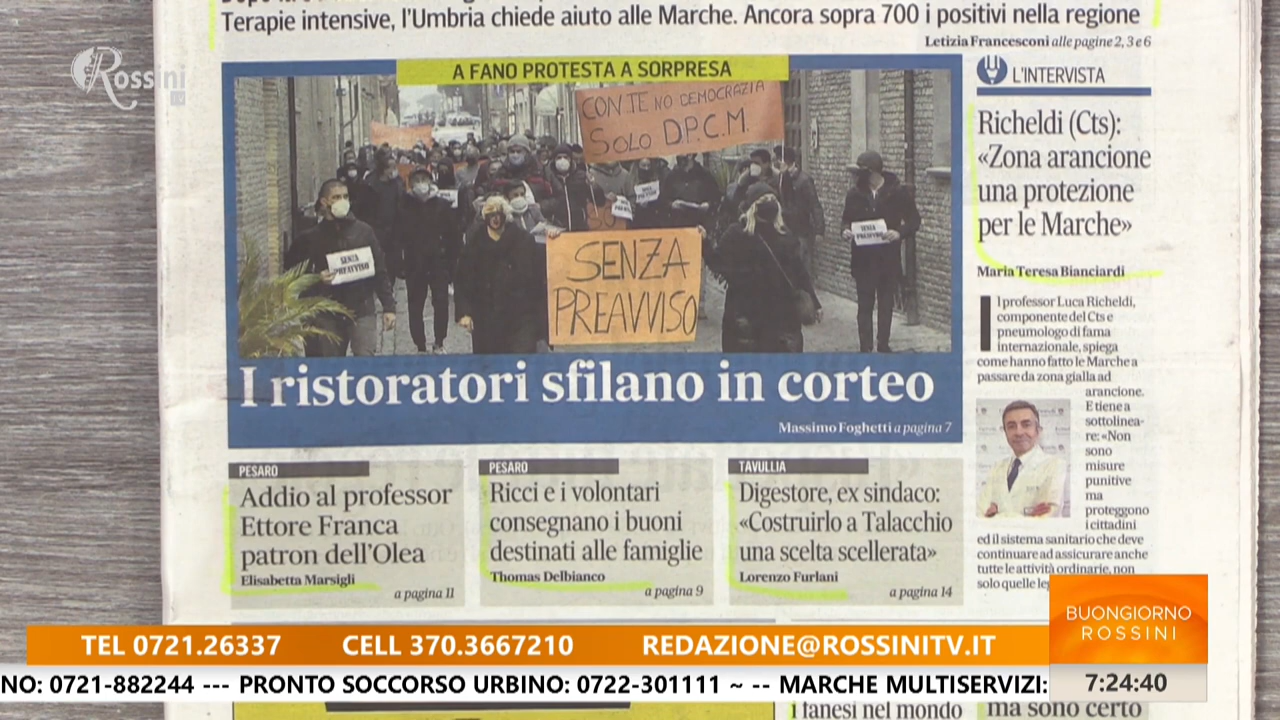 Terapie intensive, l'Umbria chiede aiuto alle Marche. Ancora sopra 700 i positivi nella regione
Letizia Francesconi alle pagine 2, 3 e 6
Rossini
TV
A FANO PROTESTA A SORPRESA
CONTE NO DEMOCRAZIA
SOLO D.P.C.M.
SENZA
PREAVVISO
SENZA
PREAVVISO
SENZA
PREAVVISO
I ristoratori sfilano in corteo
Massimo Foghetti a pagina 7
L'INTERVISTA
Richeldi (Cts):
«Zona arancione
una protezione
per le Marche»
Maria Teresa Bianciardi
Il professor Luca Richeldi,
componente del Cts e
pneumologo di fama
internazionale, spiega
come hanno fatto le Marche a
passare da zona gialla ad
arancione.
E tiene a
sottolinea-
re: «Non
sono
misure
punitive
ma
proteggono
i cittadini
ed il sistema sanitario che deve
continuare ad assicurare anche
tutte le attività ordinarie, non
solo quelle
PESARO
Addio al professor
Ettore Franca
patron dell'Olea
Elisabetta Marsigli
a pagina 11
PESARO
Ricci e i volontari
consegnano i buoni
destinati alle famiglie
Thomas Delbianco
a pagina 9
TAVULLIA
Digestore, ex sindaco:
«Costruirlo a Talacchio
una scelta scellerata»
Lorenzo Furlani
a pagina 14
BUONGIORNO
ROSSINI
TEL 0721.26337 CELL 370.3667210 REDAZIONE@ROSSINITV.IT
NO: 0721-882244 --- PRONTO SOCCORSO URBINO: 0722-301111 ~ -- MARCHE MULTISERVIZI:
7:24:40
i fanesi nel mondo
ma sono certo